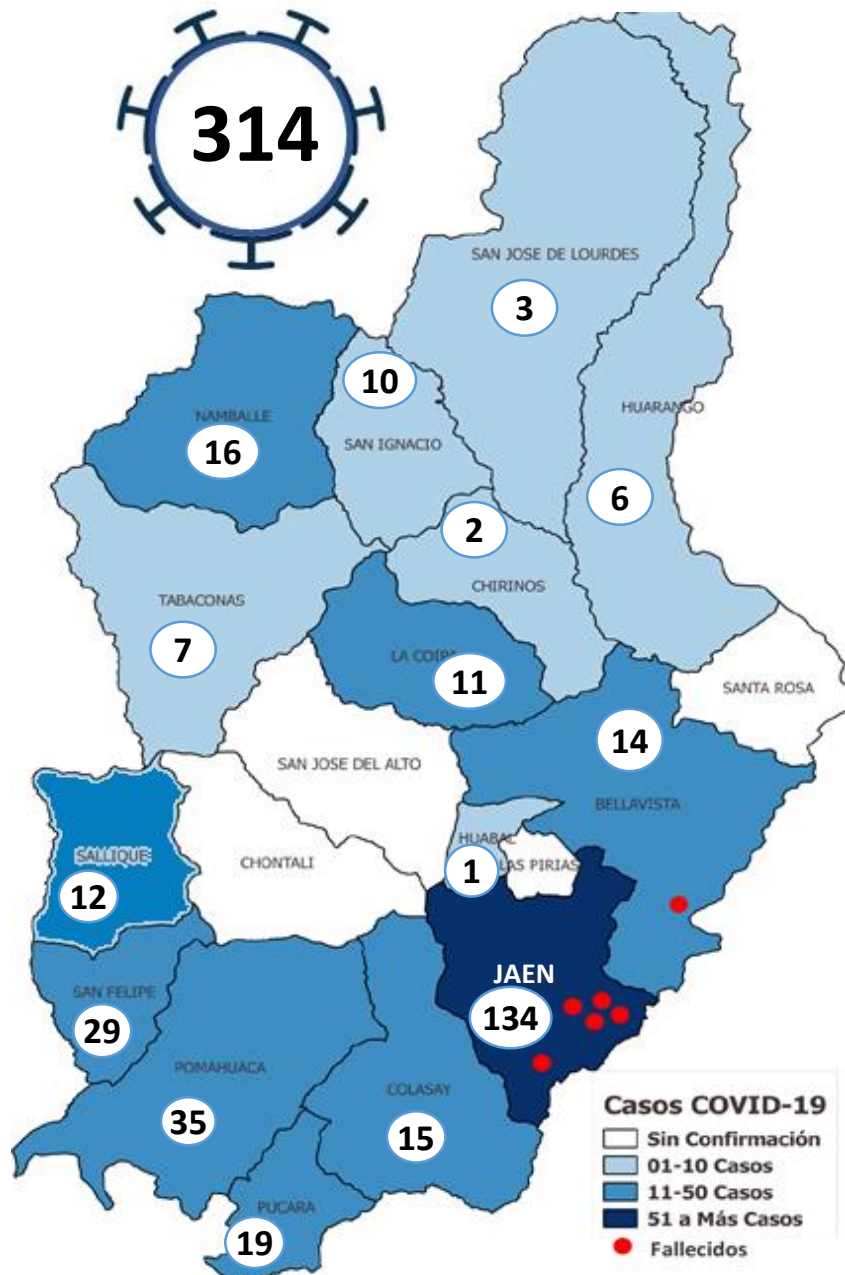 314
SAN JOSE DE LOURDES
3
10
HUARANGO
NAMBALLE
16
SAN IGNACIO
6
2
CHIRINOS
TABACONAS
7
LA COIPA
11
SANTA ROSA
14
SAN JOSE DEL ALTO
BELLAVISTA
HUABAL
SALLIQUE
CHONTALI
1
LAS PIRIAS
12
JAEN
134
SAN FELIPE
29
POMAHUACA
35
COLASAY
15
PUCARA
19
Casos COVID-19
Sin Confirmación
01-10 Casos
11-50 Casos
51 a Más Casos
Fallecidos